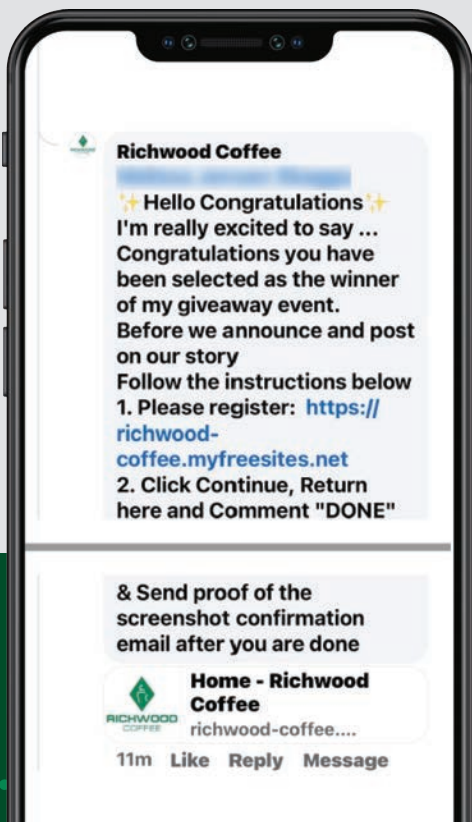 Richwood Coffee
✨Hello Congratulations✨
I'm really excited to say ...
Congratulations you have
been selected as the winner
of my giveaway event.
Before we announce and post
on our story
Follow the instructions below
1. Please register: https://
richwood-
coffee.myfreesites.net
2. Click Continue, Return
here and Comment "DONE"
& Send proof of the
screenshot confirmation
email after you are done
Home - Richwood
Coffee
RICHWOOD
COFFEE
richwood-coffee....
11m Like Reply Message